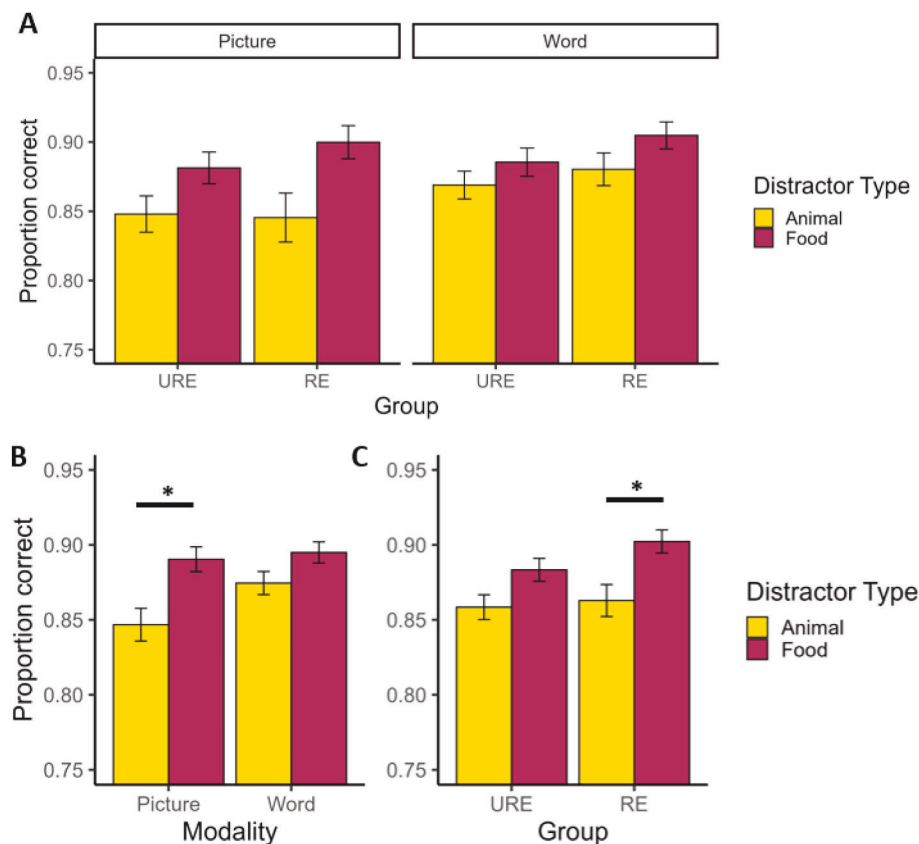 A
Picture Word
0.95
0.90
0.85
0.80
0.75
Proportion correct
URE RE URE RE
Group
Distractor Type
Animal
Food
B
0.95
0.90
0.85
0.80
0.75
Proportion correct
*
Picture Word
Modality
C
0.95
0.90
0.85
0.80
0.75
*
URE RE
Group
Distractor Type
Animal
Food